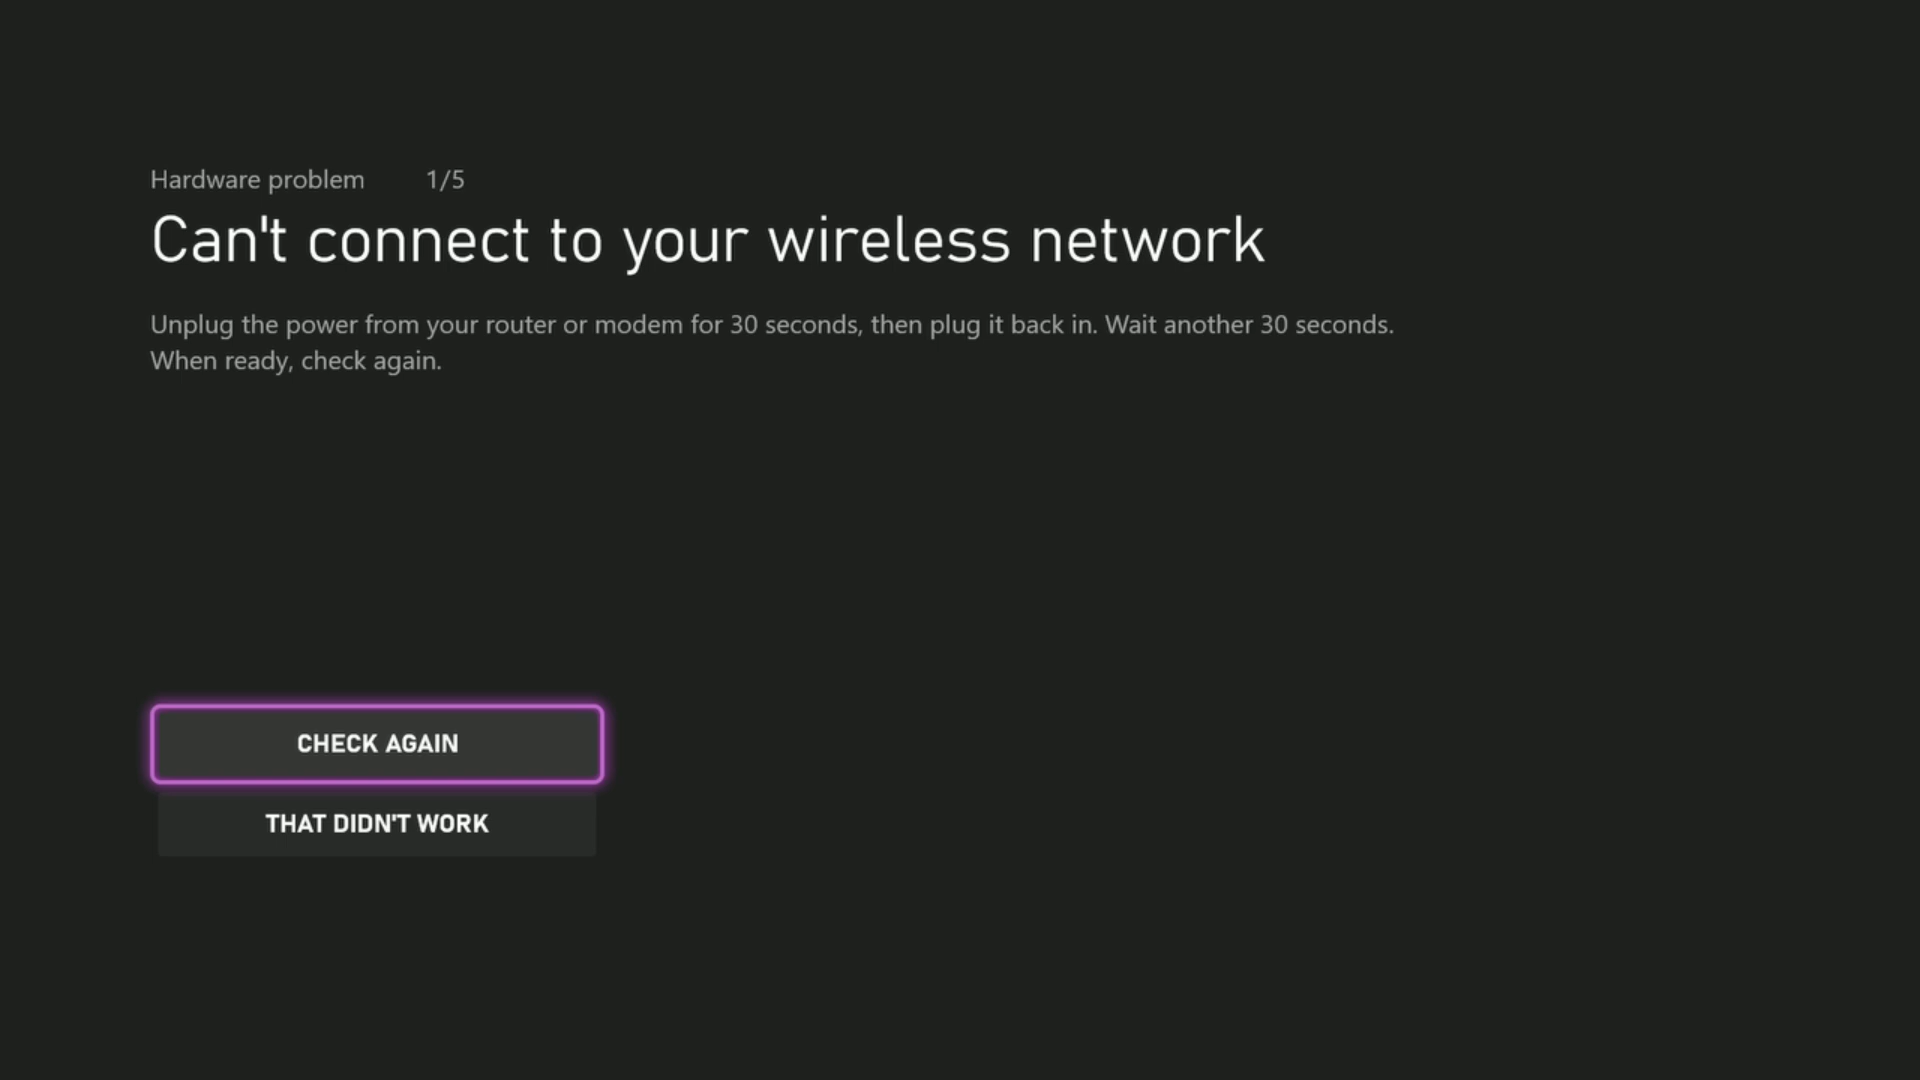 Hardware problem 1/5
Can't connect to your wireless network
Unplug the power from your router or modem for 30 seconds, then plug it back in. Wait another 30 seconds.
When ready, check again.
CHECK AGAIN
THAT DIDN'T WORK